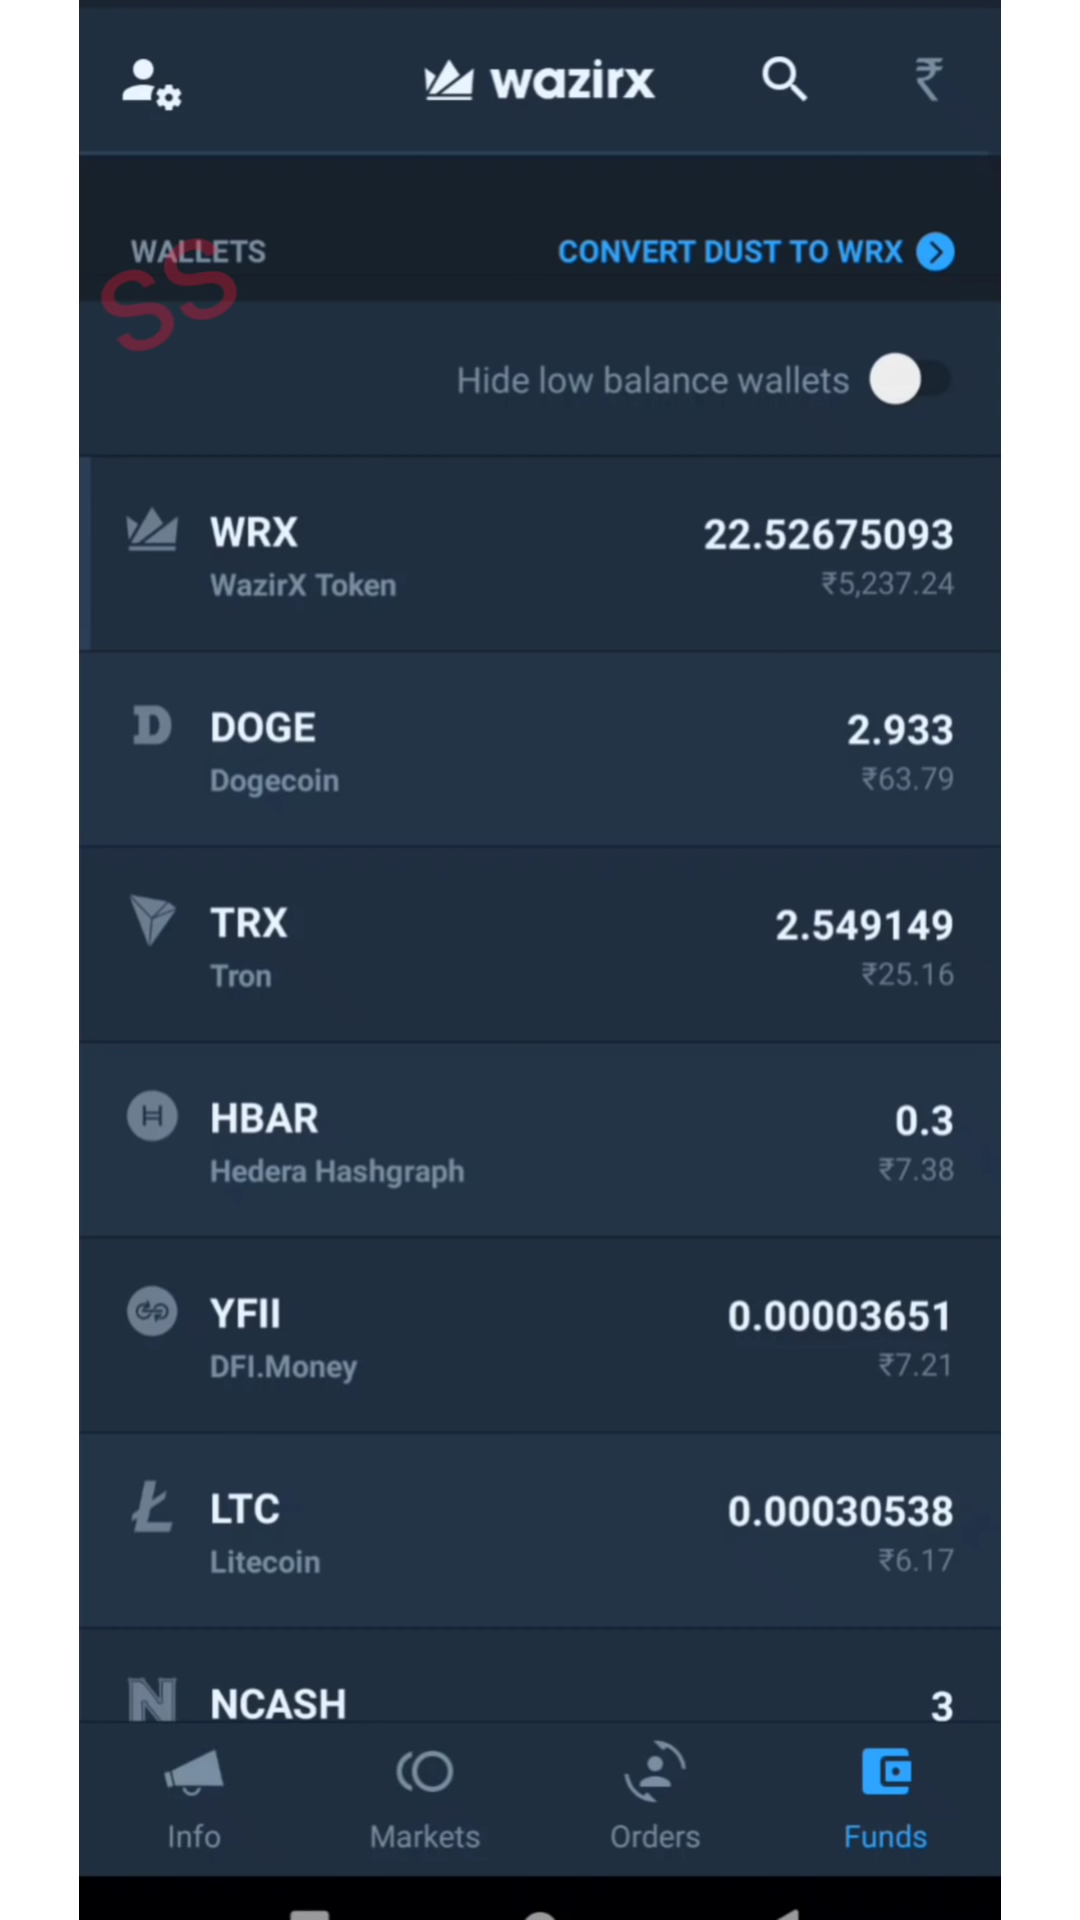 wazirx ₹
WALLETS CONVERT DUST TO WRX
SS
Hide low balance wallets
WRX 22.52675093
WazirX Token ₹5,237.24
D DOGE 2.933
Dogecoin ₹63.79
TRX 2.549149
Tron ₹25.16
H HBAR 0.3
Hedera Hashgraph ₹7.38
YFII 0.00003651
DFI.Money ₹7.21
Ł LTC 0.00030538
Litecoin ₹6.17
N NCASH 3
Info Markets Orders Funds